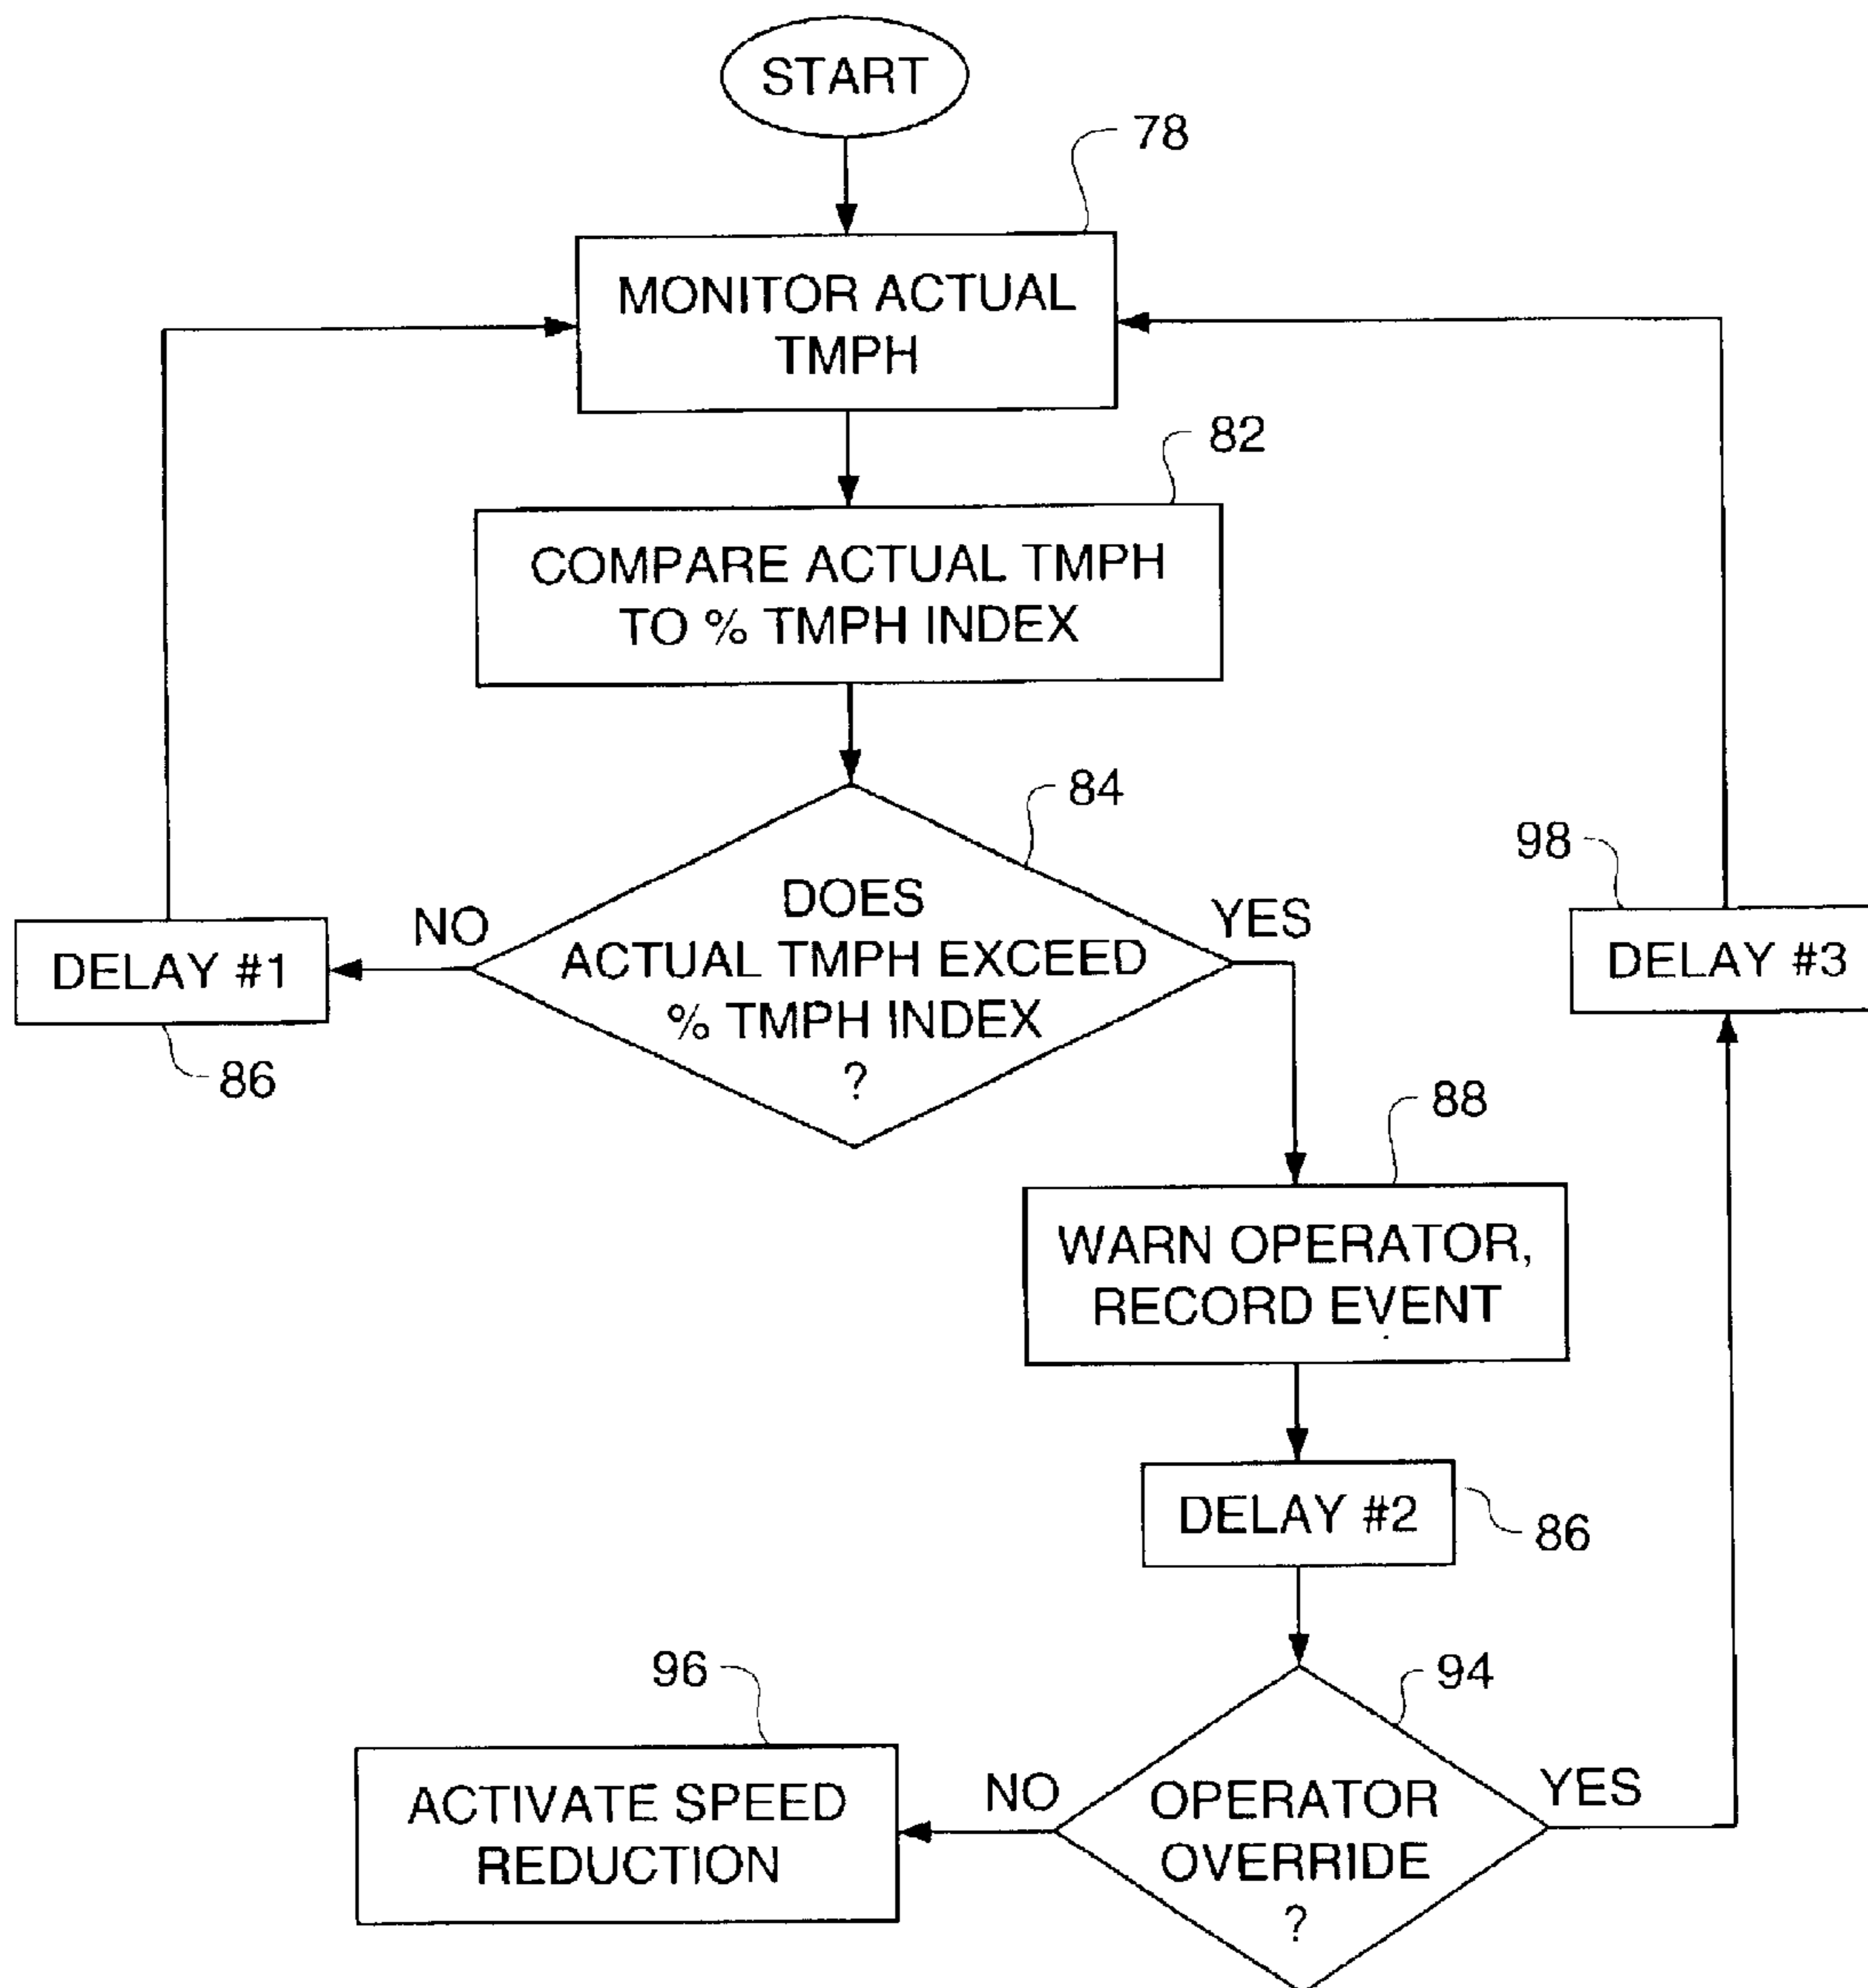 START
78
MONITOR ACTUAL
TMPH
82
COMPARE ACTUAL TMPH
TO % TMPH INDEX
84
98
DOES
ACTUAL TMPH EXCEED
% TMPH INDEX
?
NO
YES
DELAY #1
DELAY #3
86
88
WARN OPERATOR,
RECORD EVENT
DELAY #2
86
96
94
ACTIVATE SPEED
REDUCTION
NO
OPERATOR
OVERRIDE
?
YES